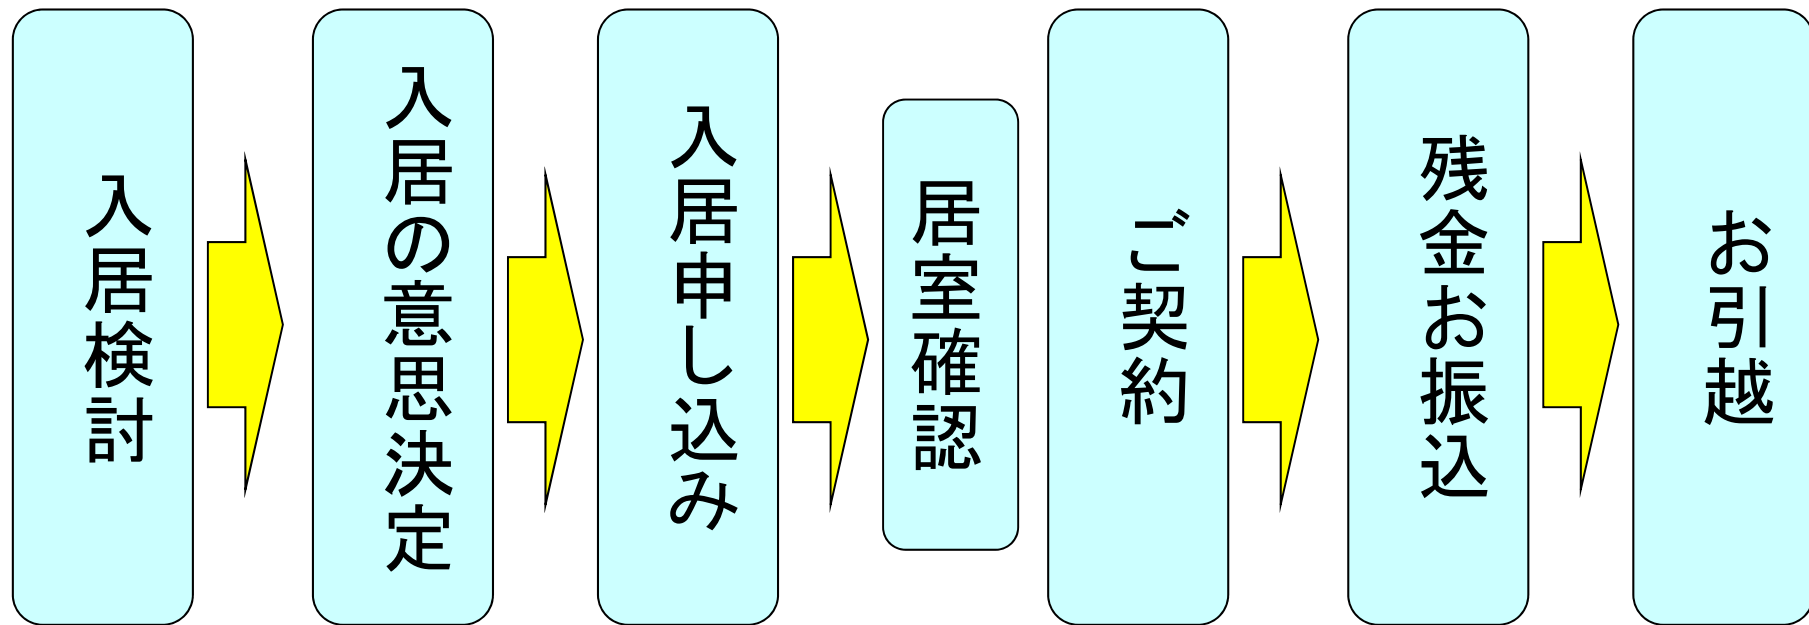 入居検討
入居の意思決定
入居申し込み
居室確認
ご契約
残金お振込
お引越